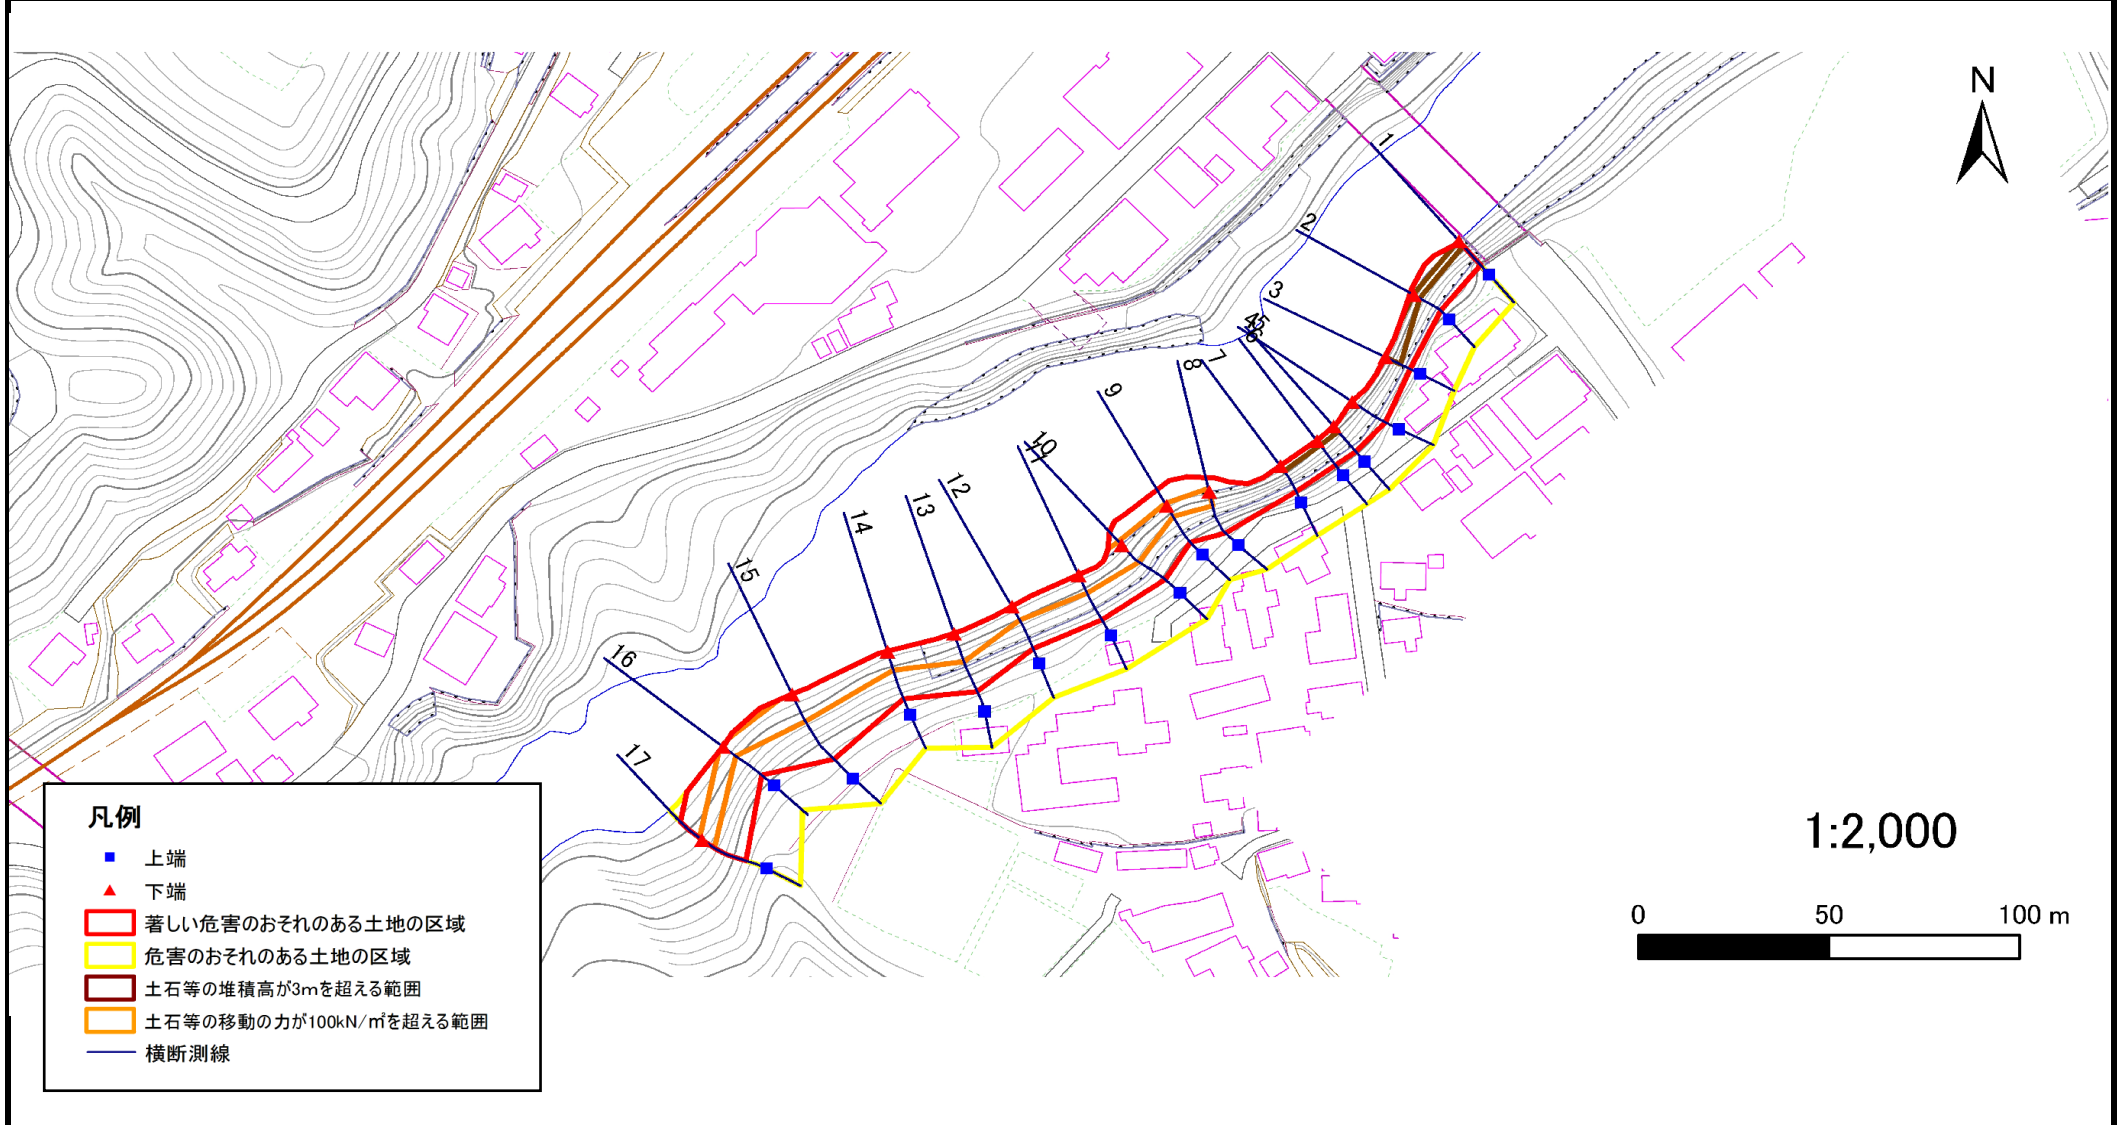 N
1
2
3
4
5
6
7
8
9
10
11
12
13
14
15
16
17
凡例
上端
下端
著しい危害のおそれのある土地の区域
危害のおそれのある土地の区域
土石等の堆積高が3mを超える範囲
土石等の移動の力が100kN/㎡を超える範囲
横断測線
1:2,000
0 50 100 m